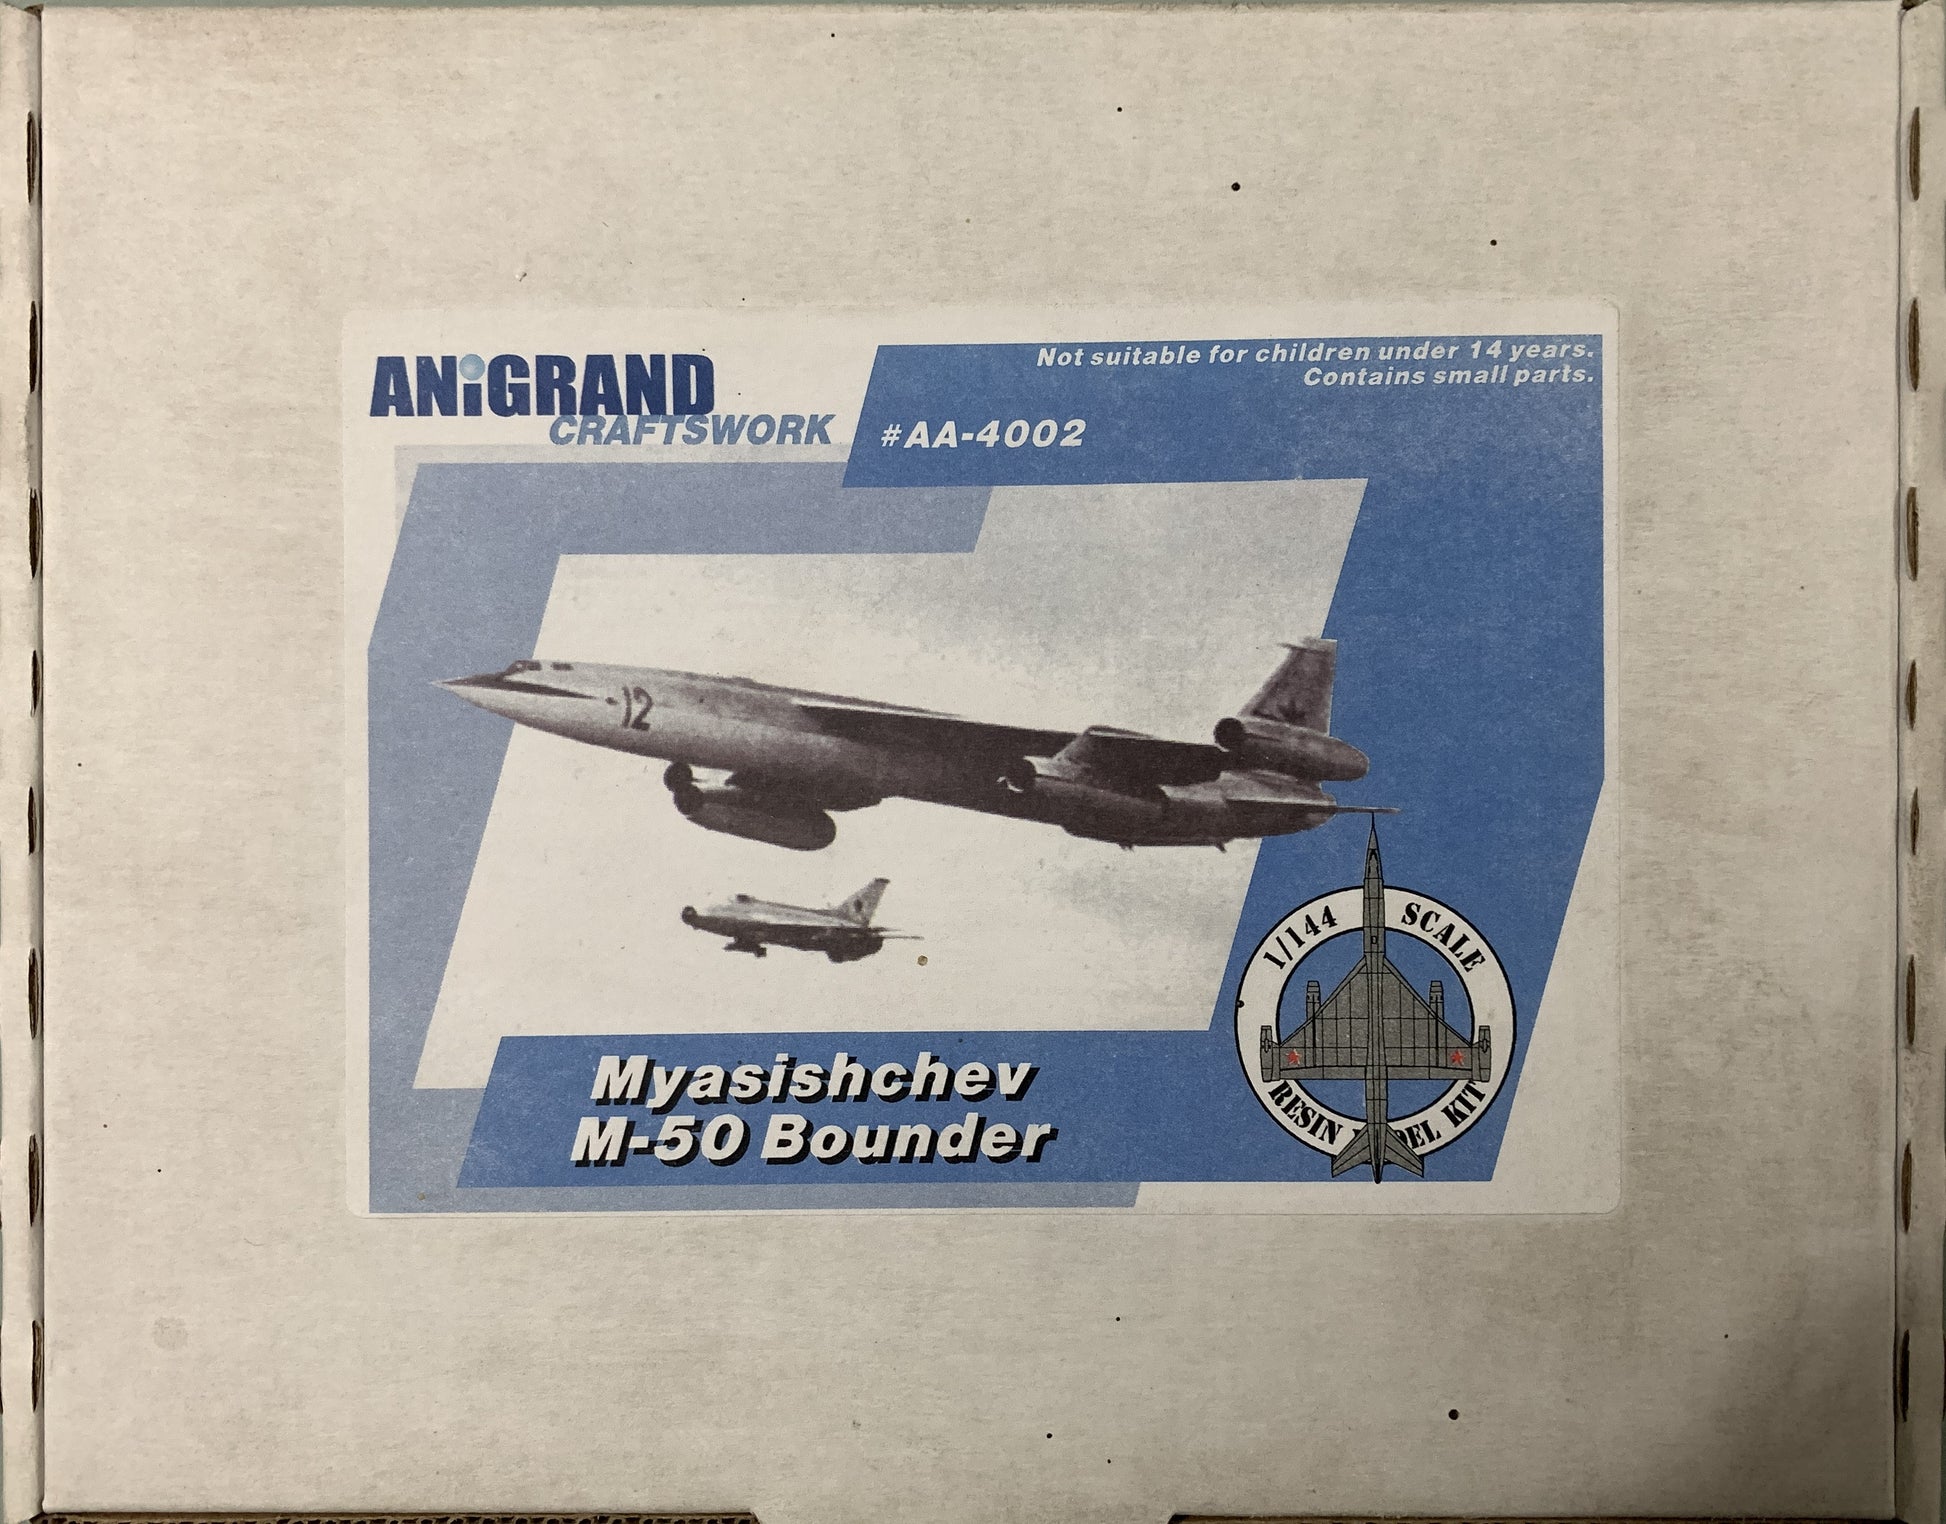 ANiGRAND
CRAFTSWORK
Not suitable for children under 14 years.
Contains small parts.
#AA-4002
12
1/144 SCALE
RESIN KIT
Myasishchev
M-50 Bounder